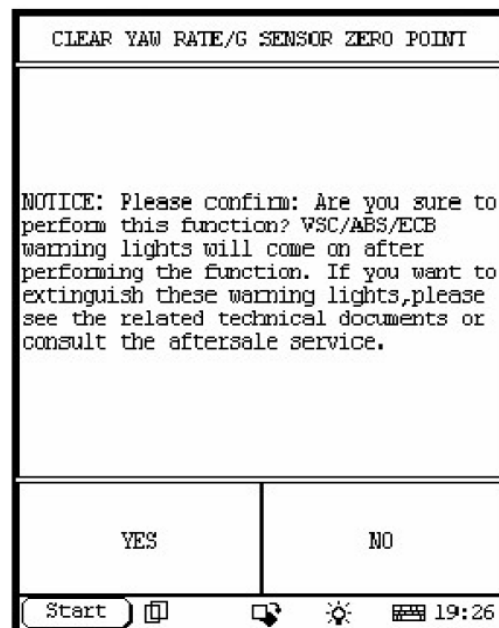 CLEAR YAW RATE/G SENSOR ZERO POINT
NOTICE: Please confirm: Are you sure to
perform this function? VSC/ABS/ECB
warning lights will come on after
performing the function. If you want to
extinguish these warning lights,please
see the related technical documents or
consult the aftersale service.
YES
NO
Start
19:26